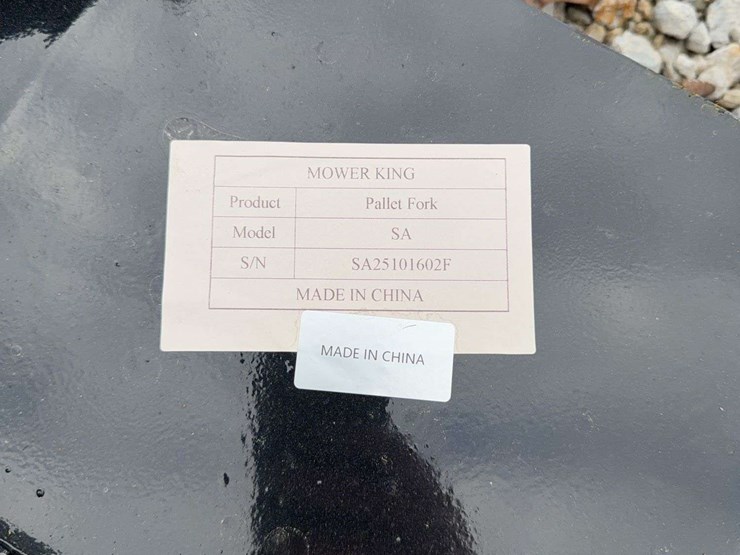 MOWER KING
Product Pallet Fork
Model SA
S/N SA25101602F
MADE IN CHINA
MADE IN CHINA